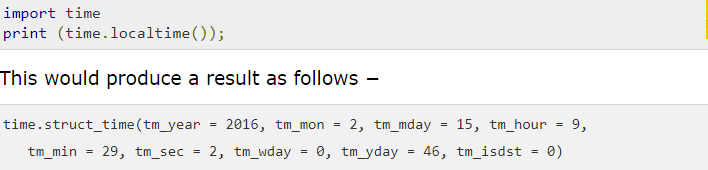 import time
print (time.localtime());
This would produce a result as follows −
time.struct_time(tm_year = 2016, tm_mon = 2, tm_mday = 15, tm_hour = 9,
tm_min = 29, tm_sec = 2, tm_wday = 0, tm_yday = 46, tm_isdst = 0)